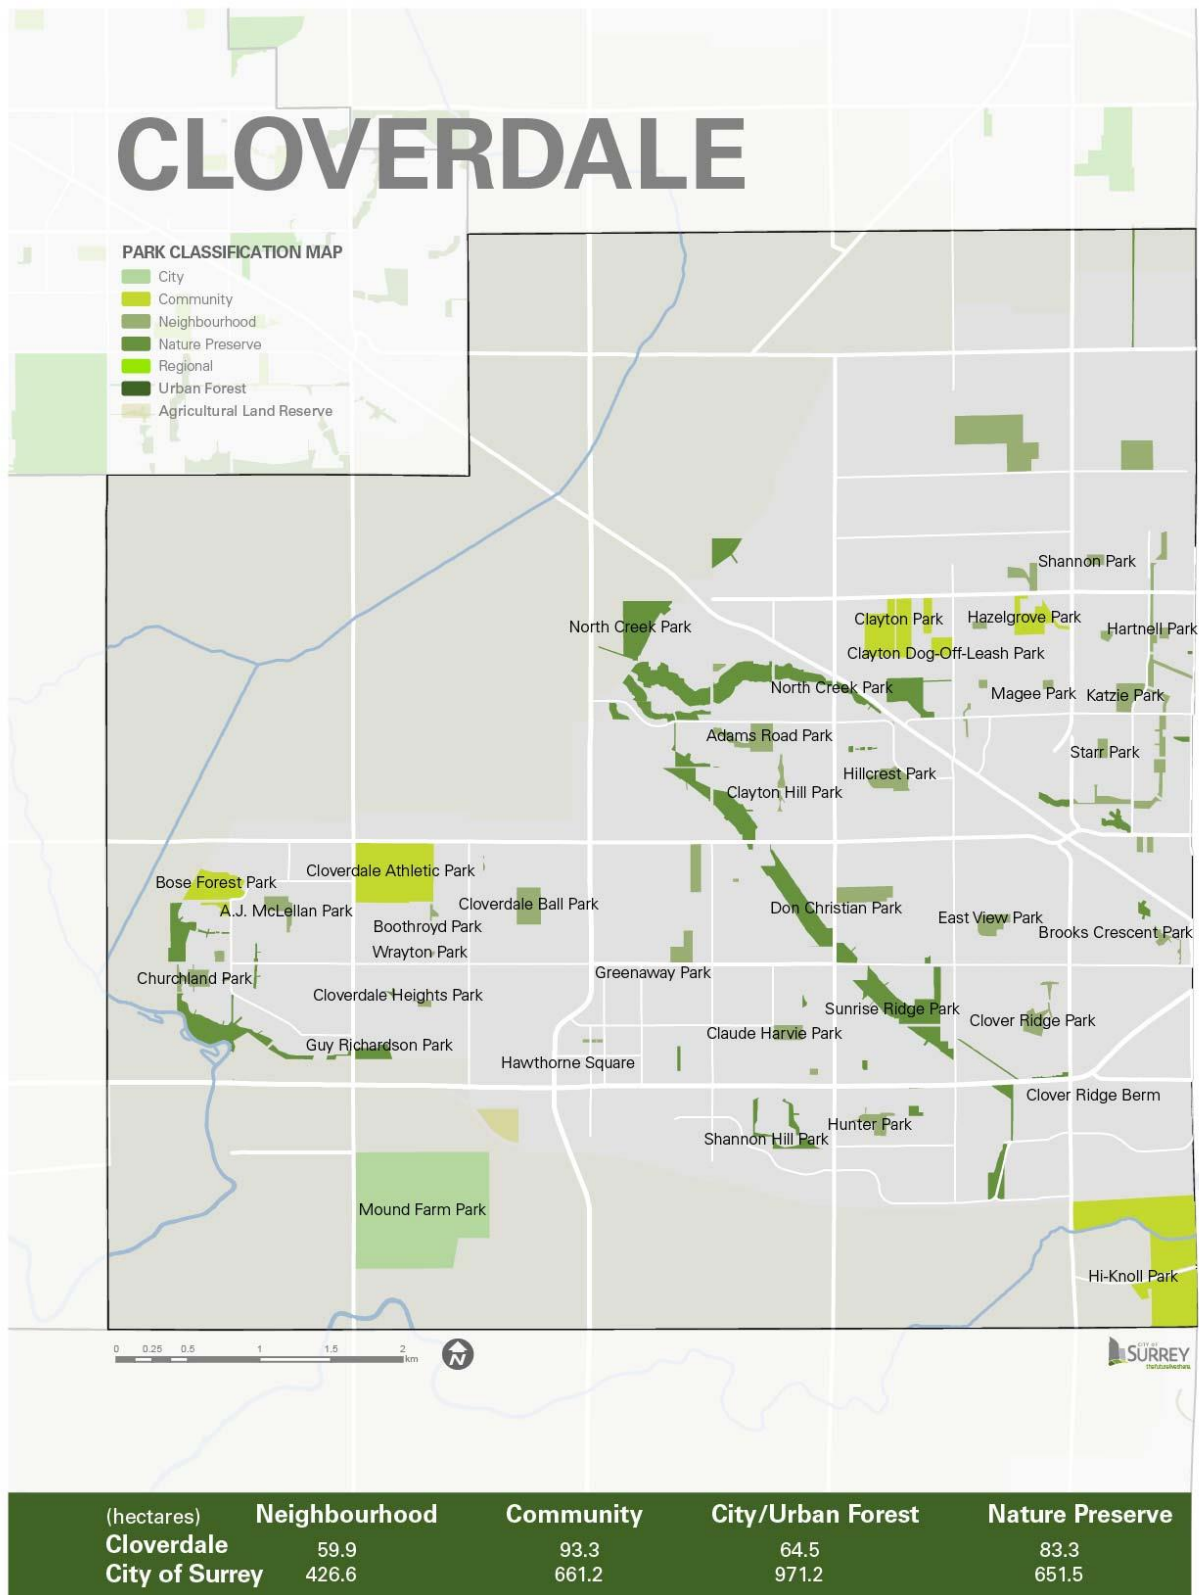 CLOVERDALE
PARK CLASSIFICATION MAP
City
Community
Neighbourhood
Nature Preserve
Regional
Urban Forest
Agricultural Land Reserve
Shannon Park
North Creek Park
Clayton Park
Hazelgrove Park
Hartnell Park
Clayton Dog-Off-Leash Park
North Creek Park
Magee Park
Katzie Park
Adams Road Park
Starr Park
Hillcrest Park
Clayton Hill Park
Cloverdale Athletic Park
Bose Forest Park
A.J. McLellan Park
Cloverdale Ball Park
Don Christian Park
East View Park
Boothroyd Park
Brooks Crescent Park
Wrayton Park
Churchland Park
Greenaway Park
Cloverdale Heights Park
Sunrise Ridge Park
Clover Ridge Park
Claude Harvie Park
Guy Richardson Park
Hawthorne Square
Clover Ridge Berm
Hunter Park
Shannon Hill Park
Mound Farm Park
Hi-Knoll Park
0 0.25 0.5 1 1.5 2
km
N
CITY OF
SURREY
(hectares) Neighbourhood Community City/Urban Forest Nature Preserve
Cloverdale 59.9 93.3 64.5 83.3
City of Surrey 426.6 661.2 971.2 651.5